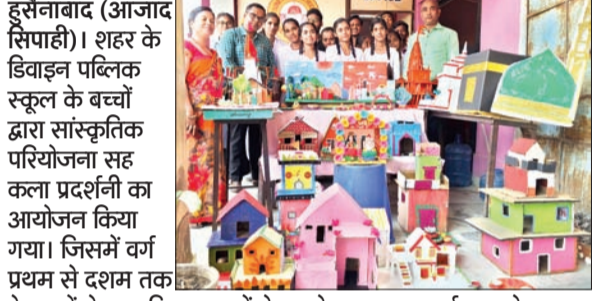 हुसैनाबाद (आजाद
सिपाही)। शहर के
डिवाइन पब्लिक
स्कूल के बच्चों
द्वारा सांस्कृतिक
परियोजना सह
कला प्रदर्शनी का
आयोजन किया
गया। जिसमें वर्ग
प्रथम से दशम तक